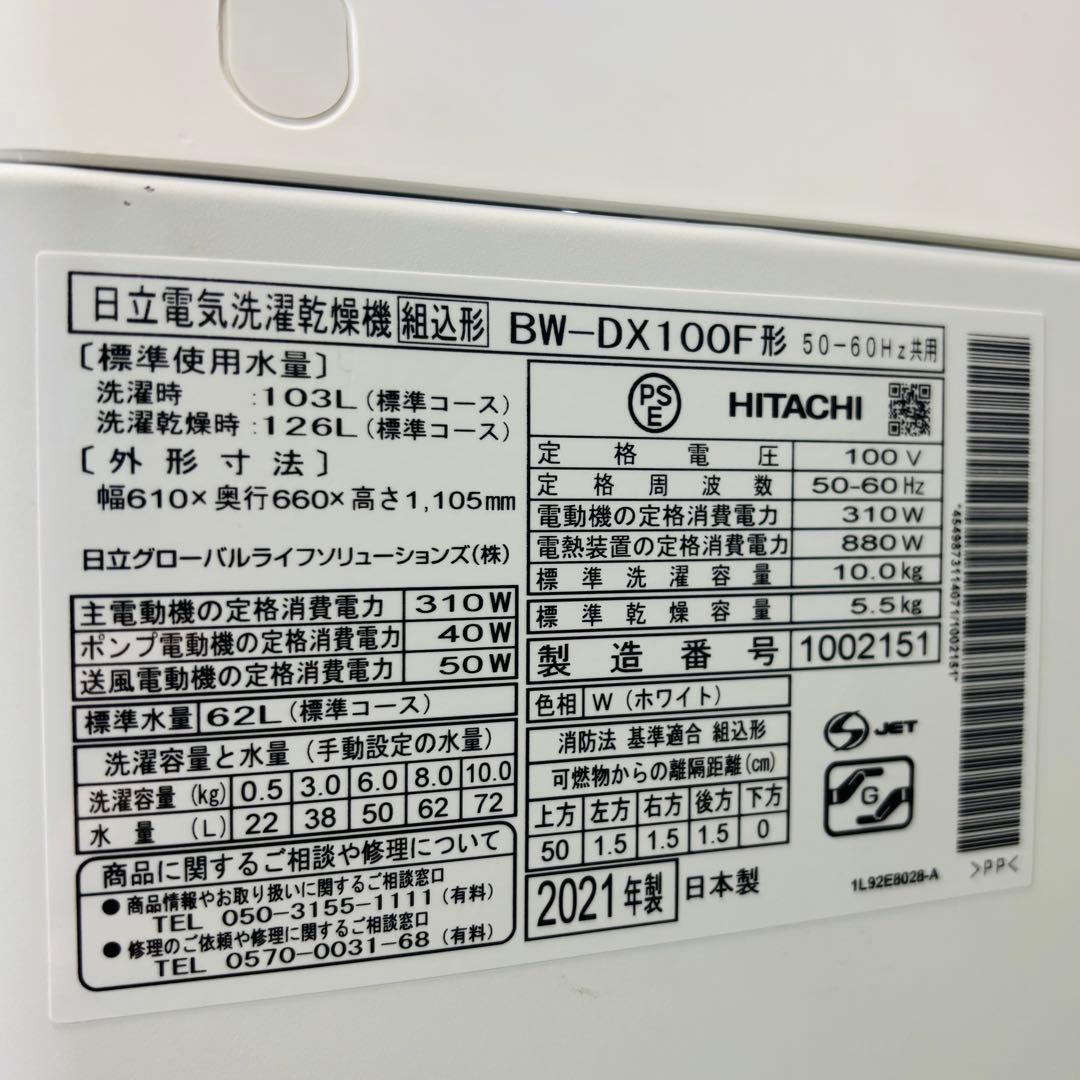 日立電気洗濯乾燥機 組込形 BW-DX100F形 50-60Hz共用
〔標準使用水量〕
洗濯時 :103L(標準コース)
洗濯乾燥時:126L(標準コース)
〔外形寸法〕
幅610×奥行660×高さ1,105mm
日立グローバルライフソリューションズ(株)
主電動機の定格消費電力 310W
ポンプ電動機の定格消費電力 40W
送風電動機の定格消費電力 50W
標準水量 62L(標準コース)
洗濯容量と水量(手動設定の水量)
洗濯容量(kg) 0.5 3.0 6.0 8.0 10.0
水量(L) 22 38 50 62 72
商品に関するご相談や修理について
●商品情報やお取り扱いに関するご相談窓口
TEL 050-3155-1111(有料)
●修理のご依頼や修理に関するご相談窓口
TEL 0570-0031-68(有料)
PS
E
HITACHI
定格電圧 100V
定格周波数 50-60Hz
電動機の定格消費電力 310W
電熱装置の定格消費電力 880W
標準洗濯容量 10.0kg
標準乾燥容量 5.5kg
製造番号 1002151
色相 W(ホワイト)
消防法 基準適合 組込形
可燃物からの離隔距離(cm)
上方 左方 右方 後方 下方
50 1.5 1.5 1.5 0
2021年製 日本製
S JET
G
1L92E8028-A
>PP<
*4549873114071/1002151*